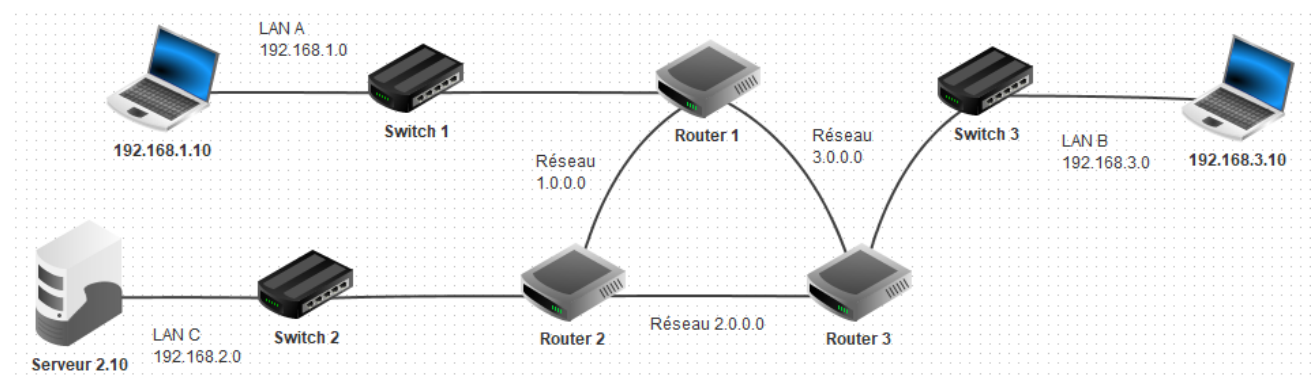 LAN A
192.168.1.0
192.168.1.10
Switch 1
Router 1
Réseau
1.0.0.0
Réseau
3.0.0.0
Switch 3
LAN B
192.168.3.0
192.168.3.10
Serveur 2.10
LAN C
192.168.2.0
Switch 2
Router 2
Réseau 2.0.0.0
Router 3